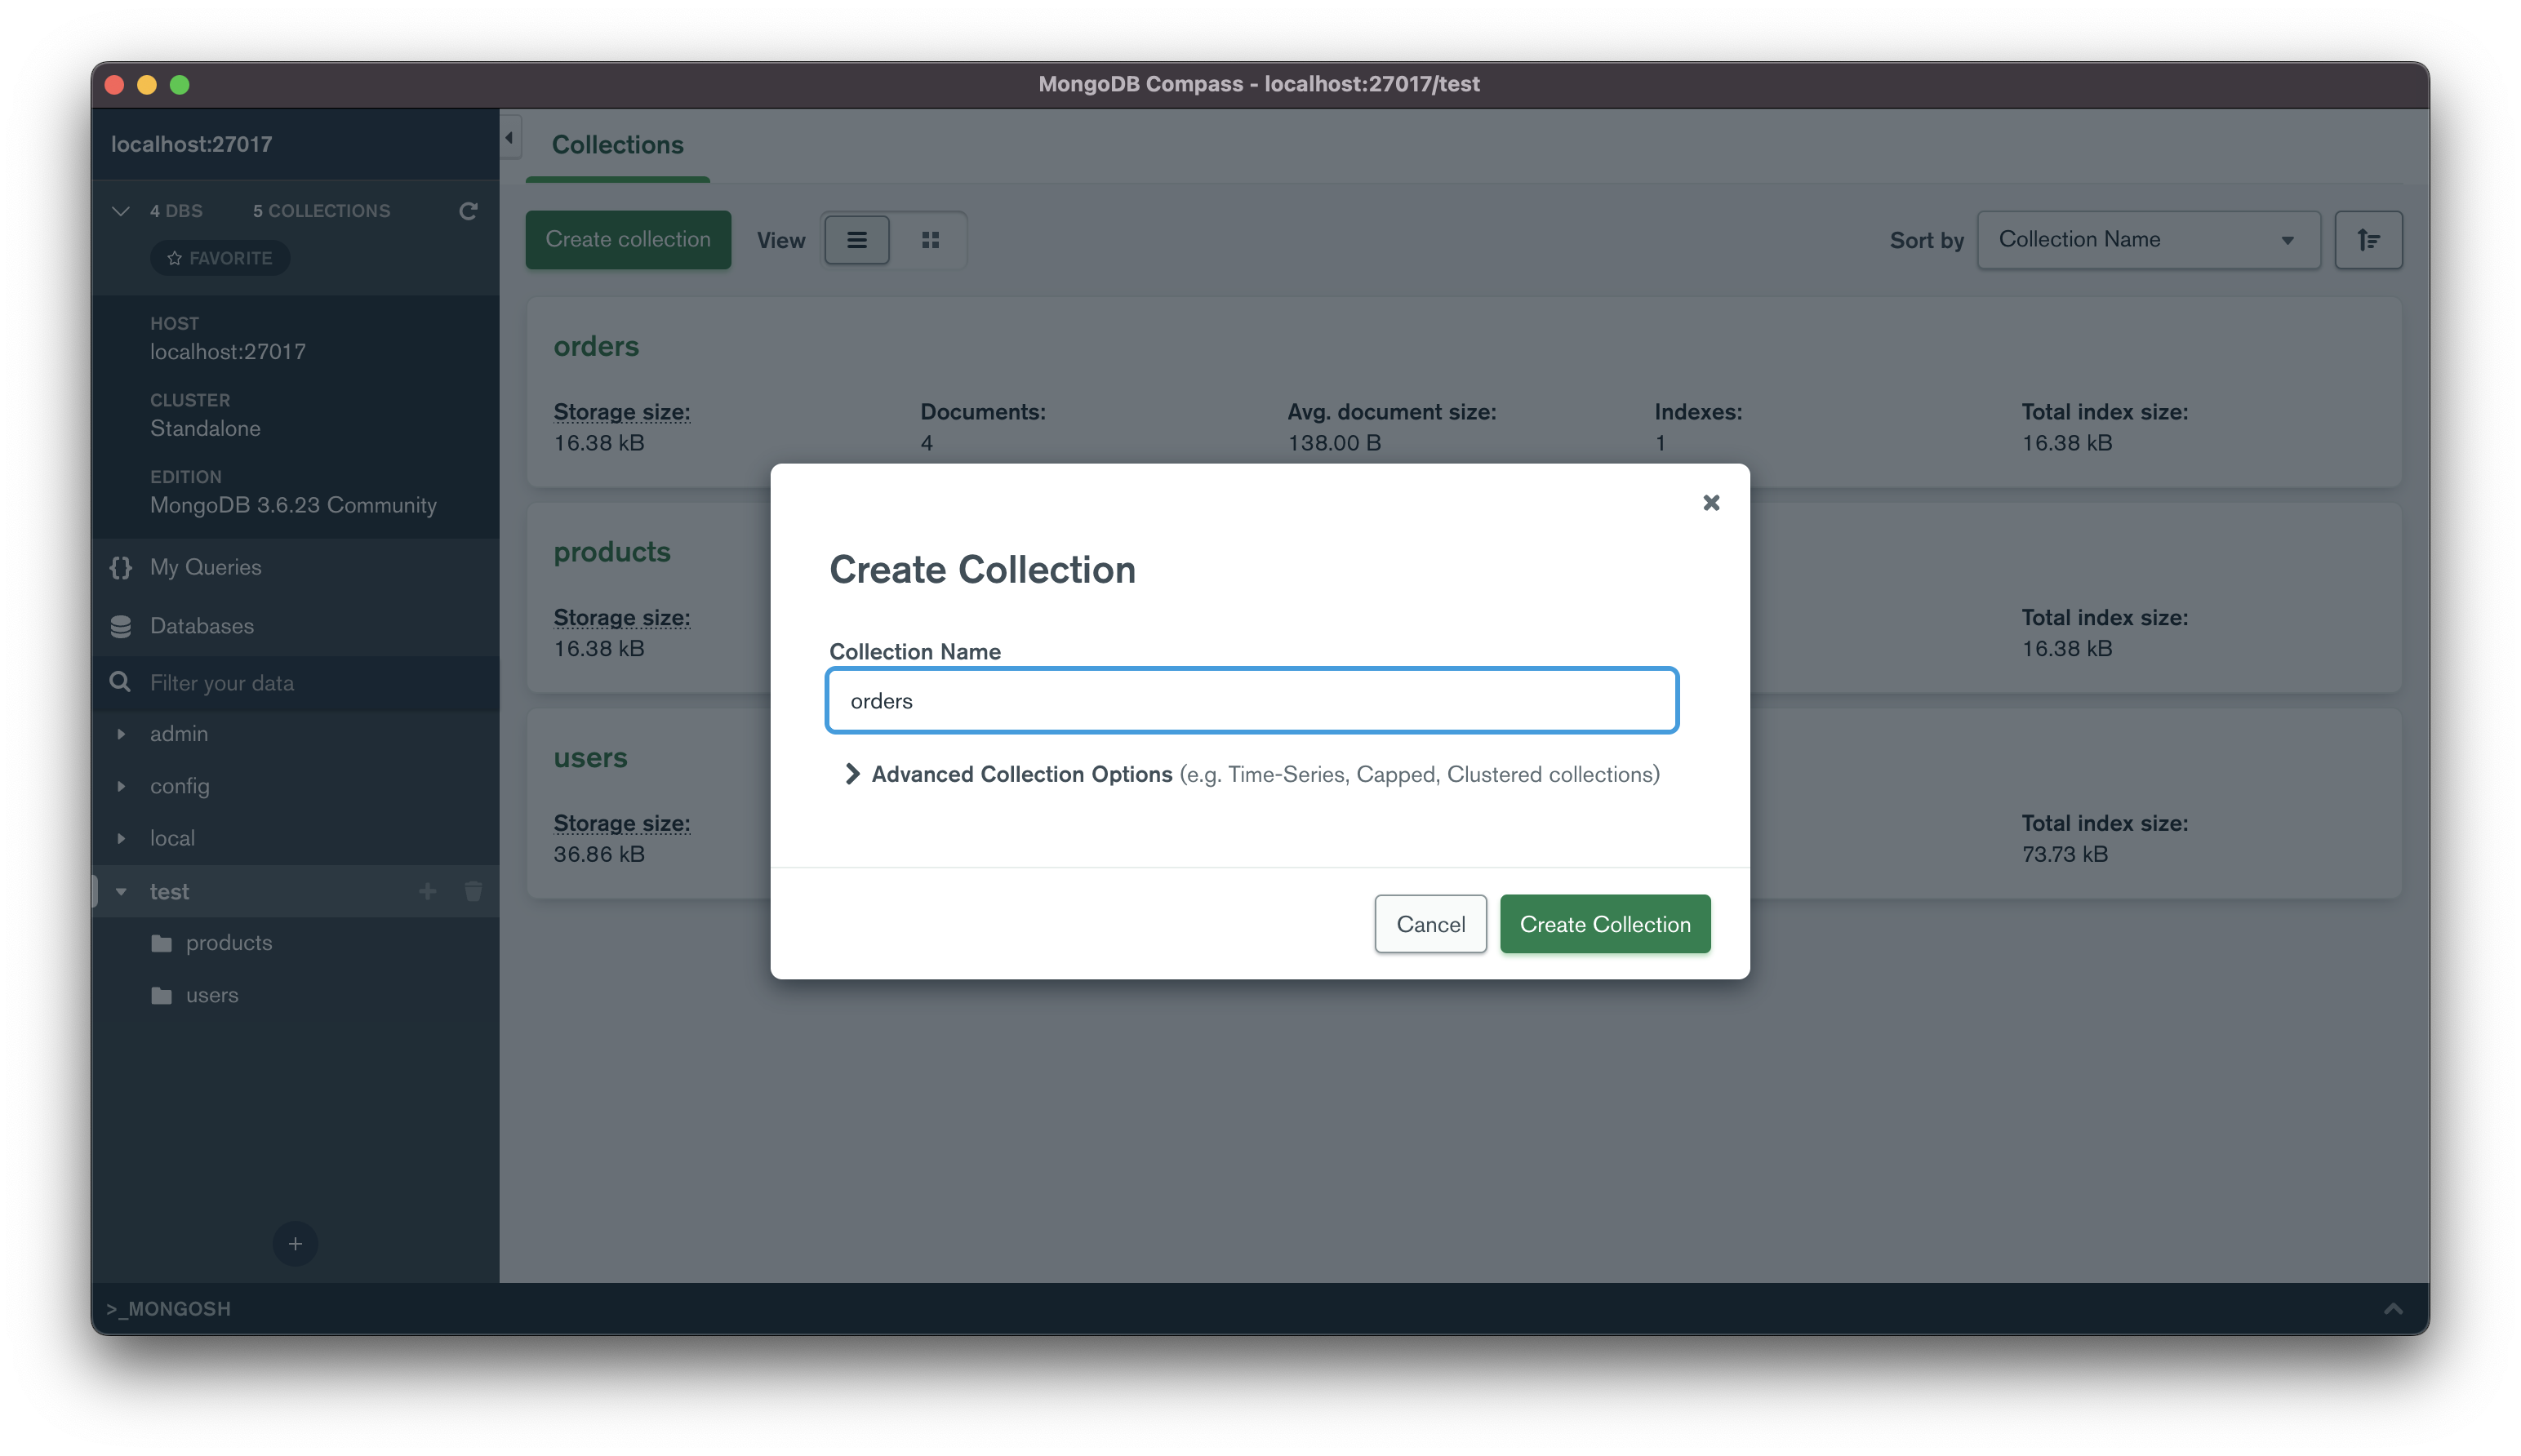 MongoDB Compass - localhost:27017/test
localhost:27017
4 DBS 5 COLLECTIONS
FAVORITE
HOST
localhost:27017
CLUSTER
Standalone
EDITION
MongoDB 3.6.23 Community
My Queries
Databases
Filter your data
admin
config
local
test
products
users
Collections
Create collection View Sort by Collection Name
orders
Storage size: Documents: Avg. document size: Indexes: Total index size:
16.38 kB 4 138.00 B 1 16.38 kB
products
Storage size: Total index size:
16.38 kB 16.38 kB
users
Storage size: Total index size:
36.86 kB 73.73 kB
Create Collection
Collection Name
orders
Advanced Collection Options (e.g. Time-Series, Capped, Clustered collections)
Cancel Create Collection
>_MONGOSH